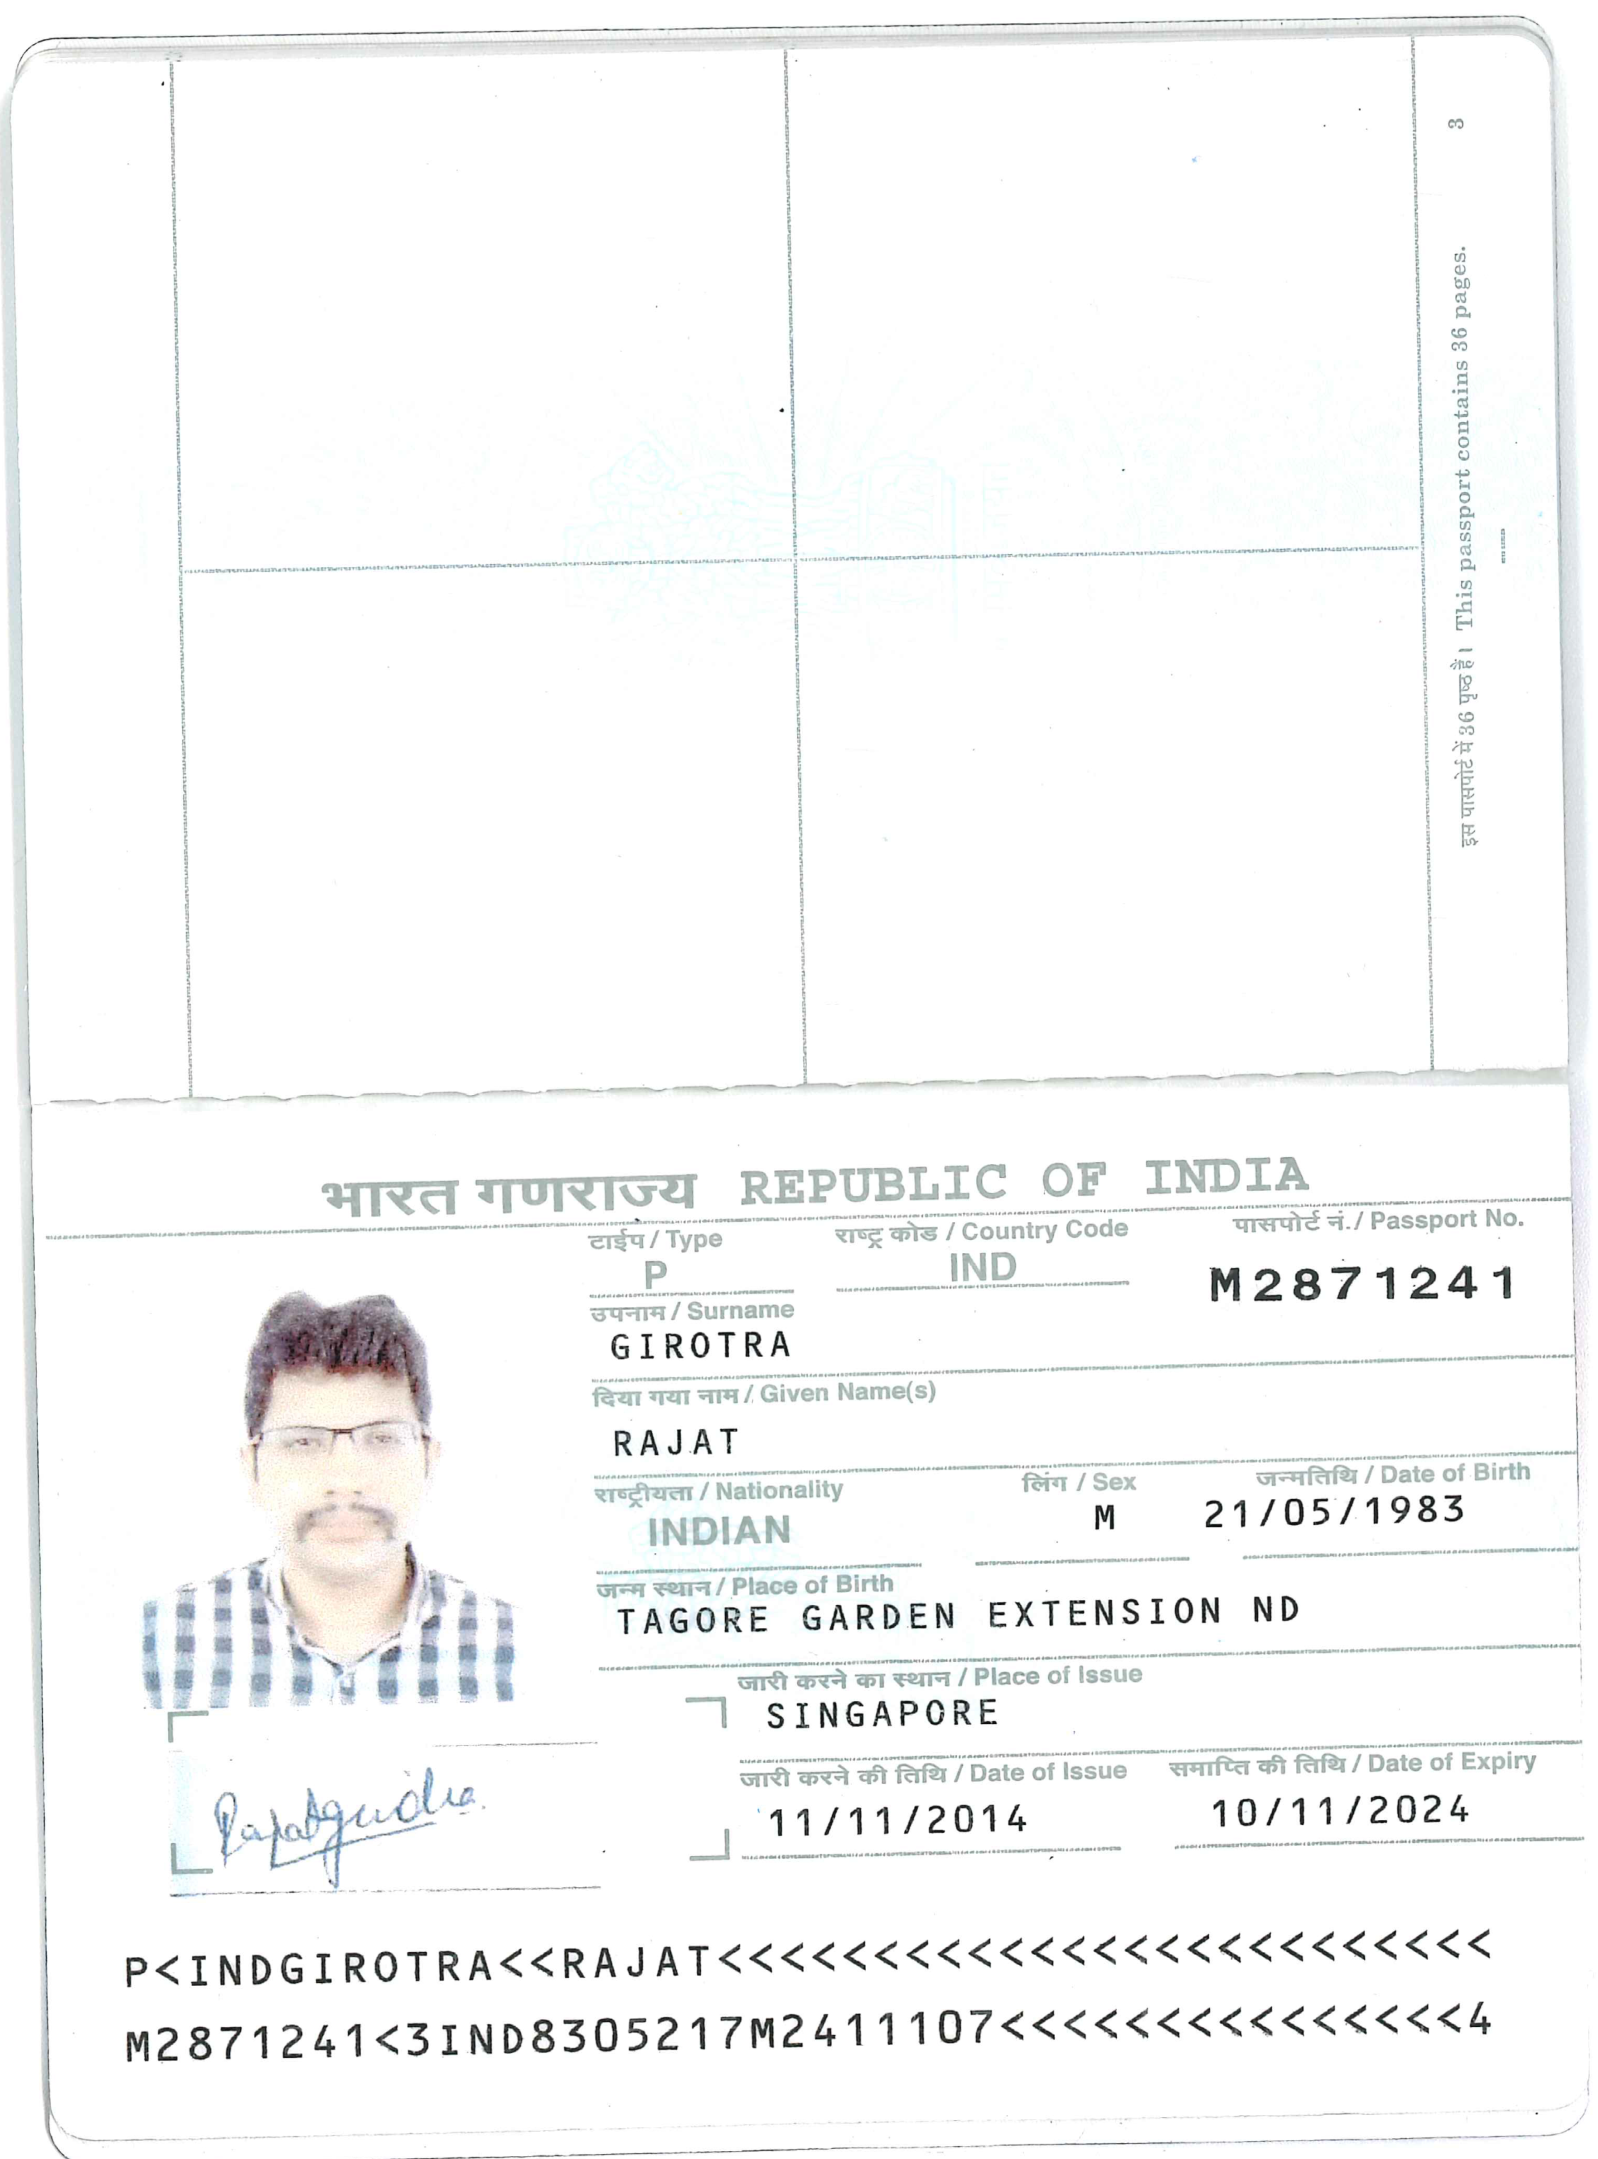 3
इस पासपोर्ट में 36 पृष्ठ हैं। This passport contains 36 pages.
भारत गणराज्य REPUBLIC OF INDIA
टाईप / Type
राष्ट्र कोड / Country Code
पासपोर्ट नं. / Passport No.
P
IND
M2871241
उपनाम / Surname
GIROTRA
दिया गया नाम / Given Name(s)
RAJAT
राष्ट्रीयता / Nationality
लिंग / Sex
जन्मतिथि / Date of Birth
INDIAN
M
21/05/1983
जन्म स्थान / Place of Birth
TAGORE GARDEN EXTENSION ND
जारी करने का स्थान / Place of Issue
SINGAPORE
जारी करने की तिथि / Date of Issue
समाप्ति की तिथि / Date of Expiry
11/11/2014
10/11/2024
P<INDGIROTRA<<RAJAT<<<<<<<<<<<<<<<<<<<<<<<<<
M2871241<3IND8305217M2411107<<<<<<<<<<<<<<<4